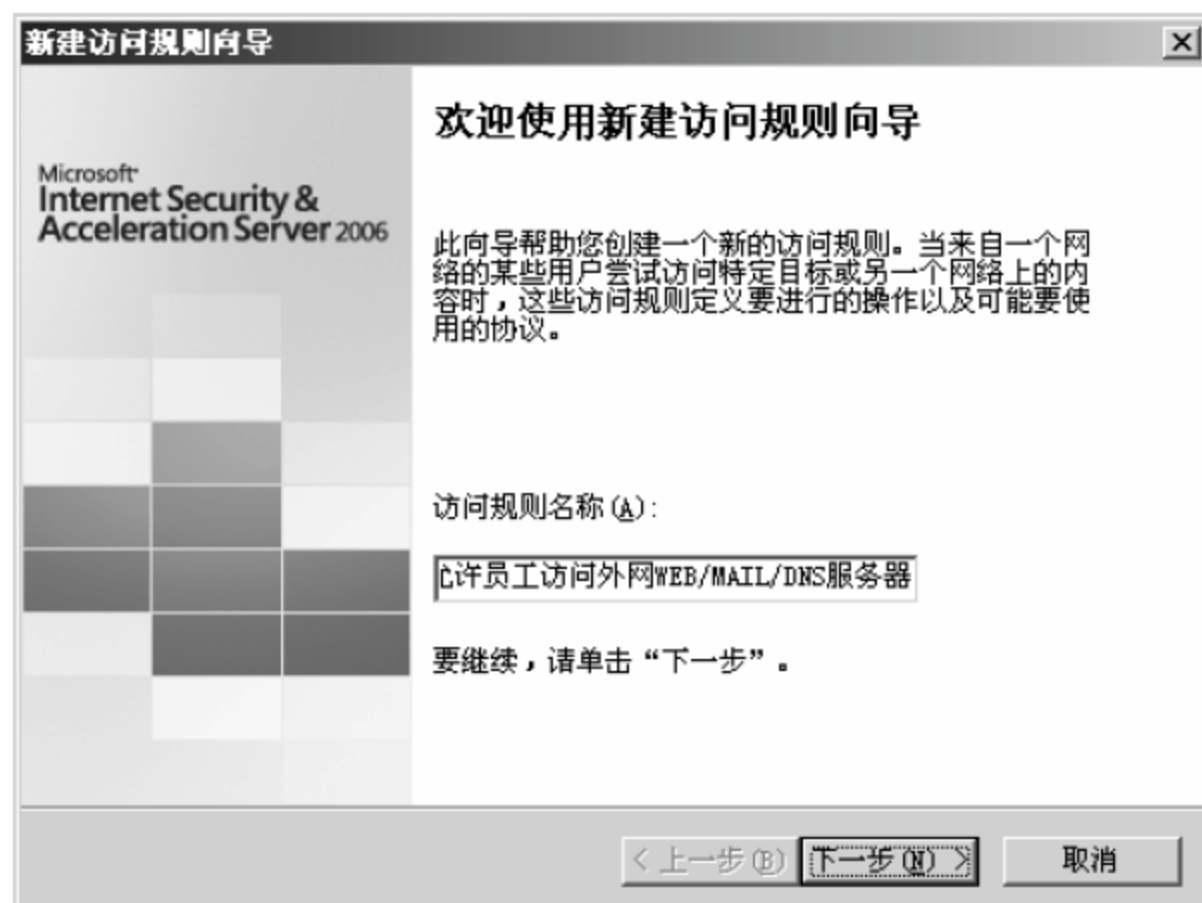 新建访问规则向导
Microsoft
Internet Security &
Acceleration Server 2006
欢迎使用新建访问规则向导
此向导帮助您创建一个新的访问规则。当来自一个网
络的某些用户尝试访问特定目标或另一个网络上的内
容时，这些访问规则定义要进行的操作以及可能要使
用的协议。
访问规则名称(A):
许员工访问外网WEB/MAIL/DNS服务器
要继续，请单击“下一步”。
< 上一步(B)
下一步(N) >
取消